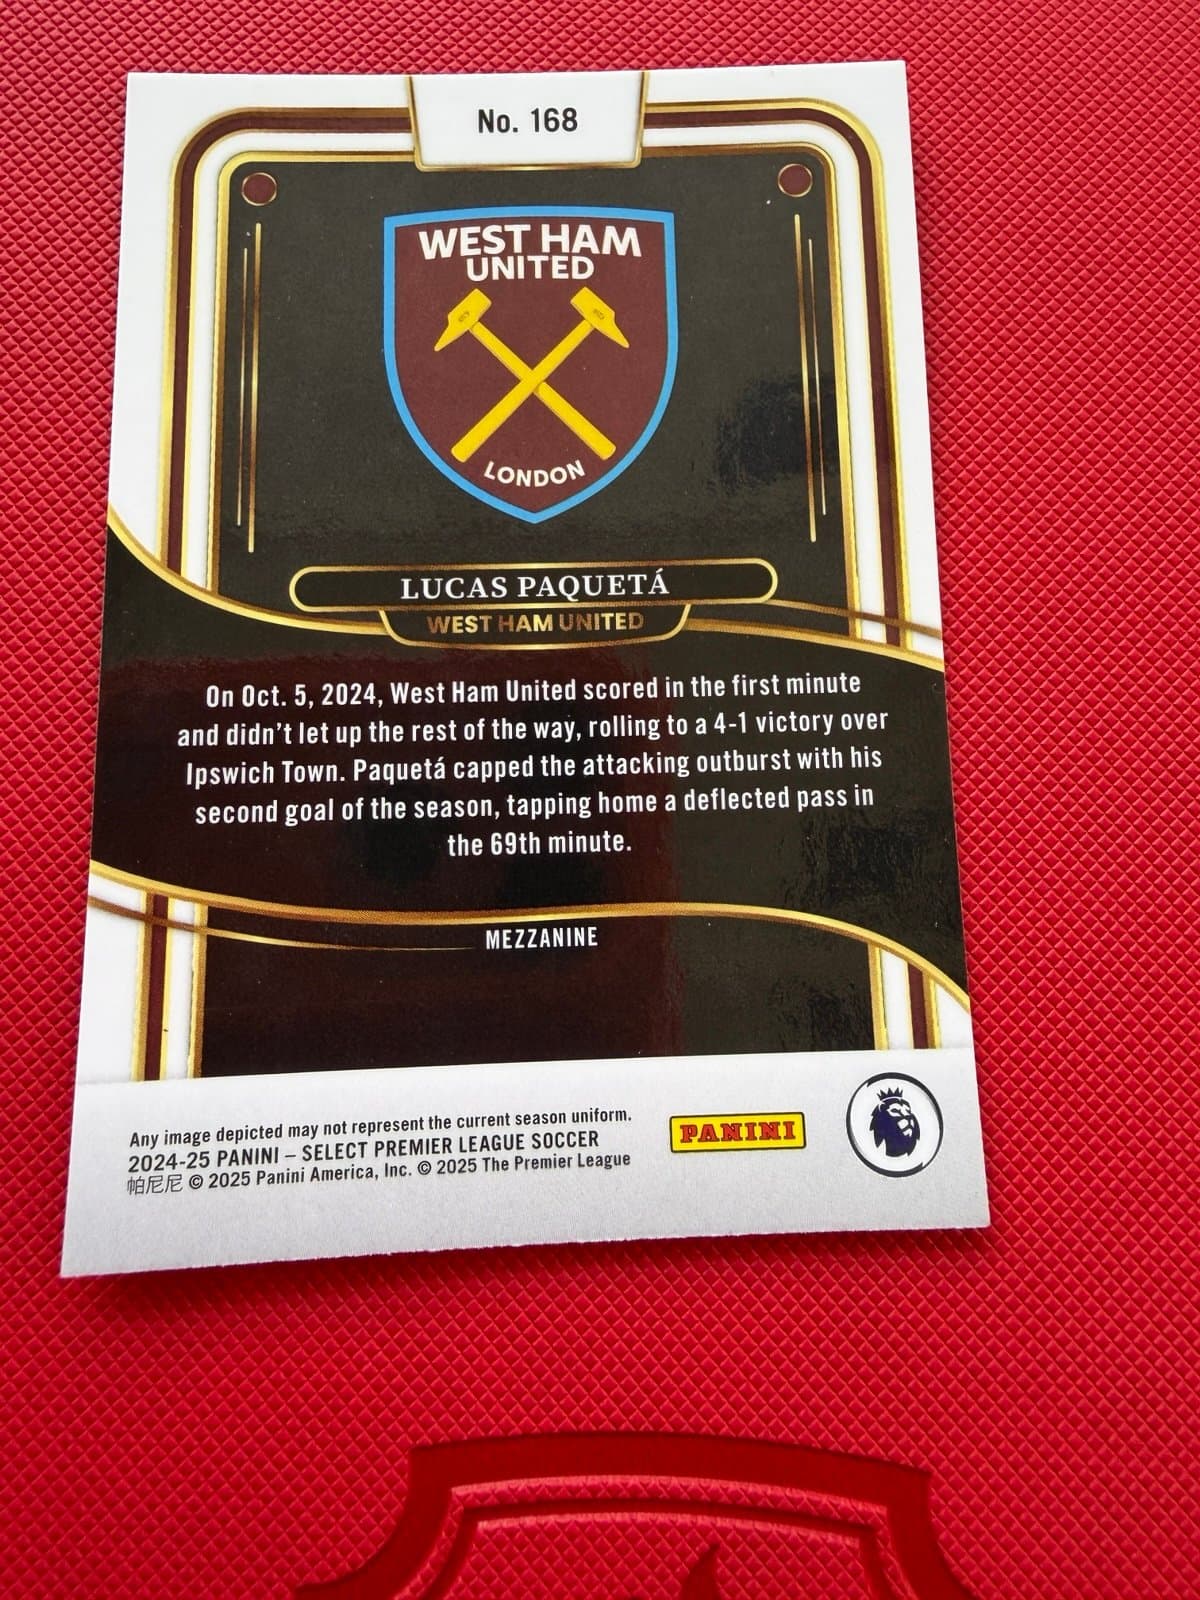 No. 168
WEST HAM
UNITED
LONDON
LUCAS PAQUETÁ
WEST HAM UNITED
On Oct. 5, 2024, West Ham United scored in the first minute
and didn't let up the rest of the way, rolling to a 4-1 victory over
Ipswich Town. Paquetá capped the attacking outburst with his
second goal of the season, tapping home a deflected pass in
the 69th minute.
MEZZANINE
Any image depicted may not represent the current season uniform.
2024-25 PANINI – SELECT PREMIER LEAGUE SOCCER
帕尼尼 © 2025 Panini America, Inc. © 2025 The Premier League
PANINI